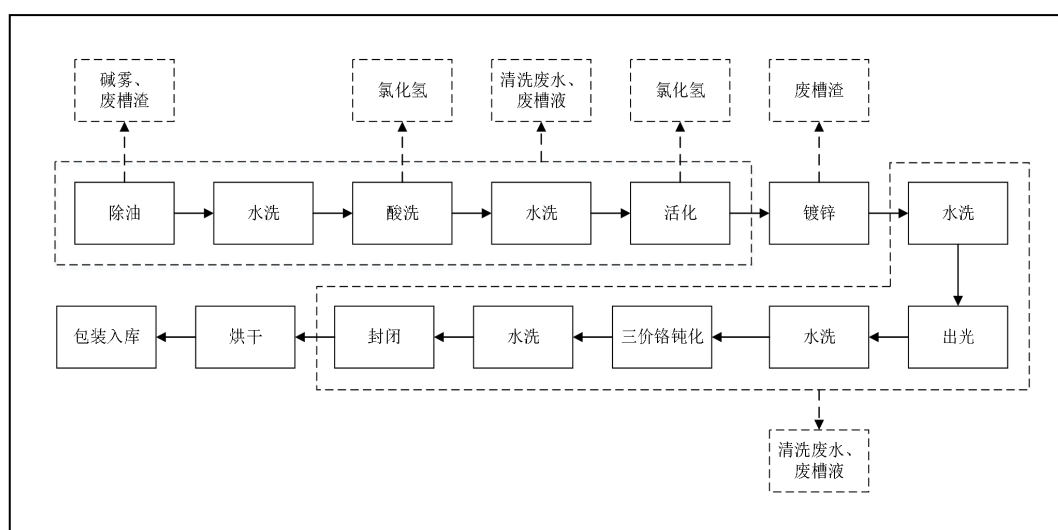 碱雾、
废槽渣
氯化氢
清洗废水、
废槽液
氯化氢
废槽渣
除油
水洗
酸洗
水洗
活化
镀锌
水洗
包装入库
烘干
封闭
水洗
三价铬钝化
水洗
出光
清洗废水、
废槽液